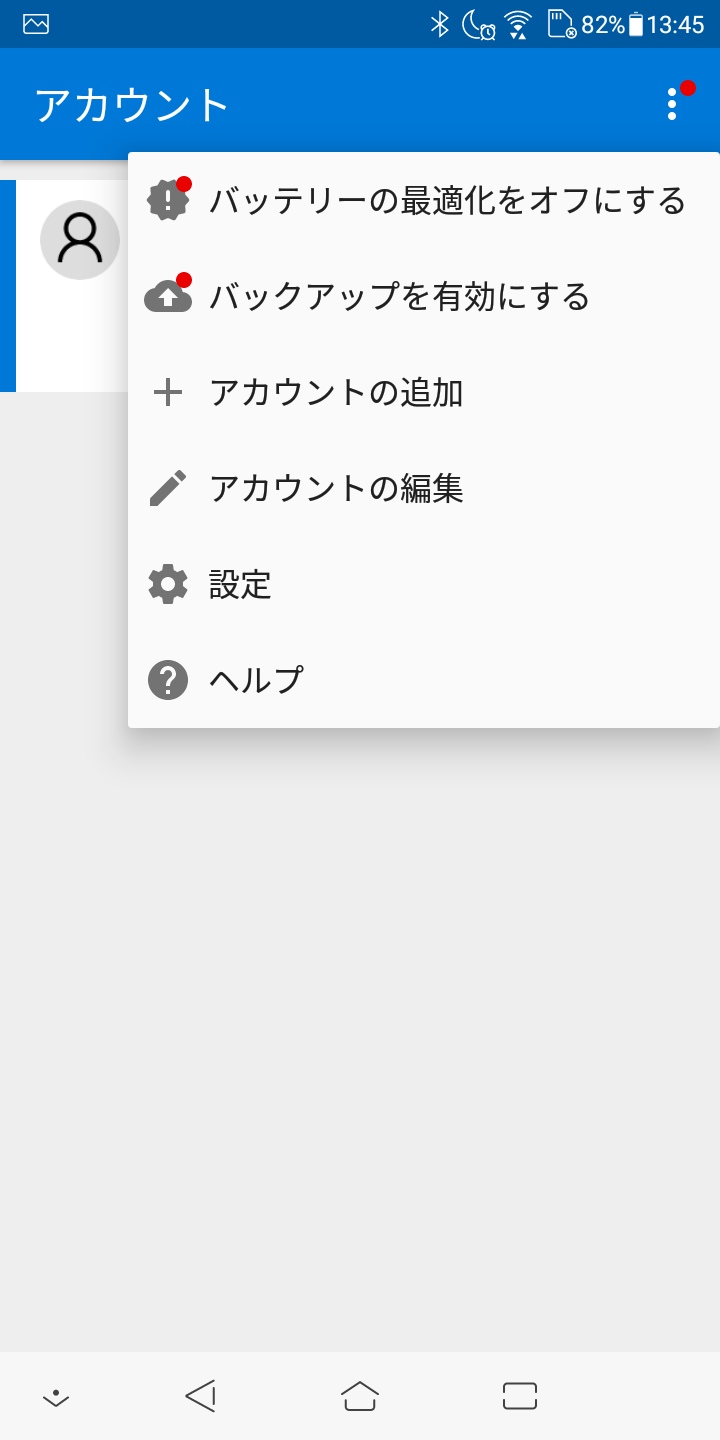 82% 13:45
アカウント
バッテリーの最適化をオフにする
バックアップを有効にする
アカウントの追加
アカウントの編集
設定
ヘルプ